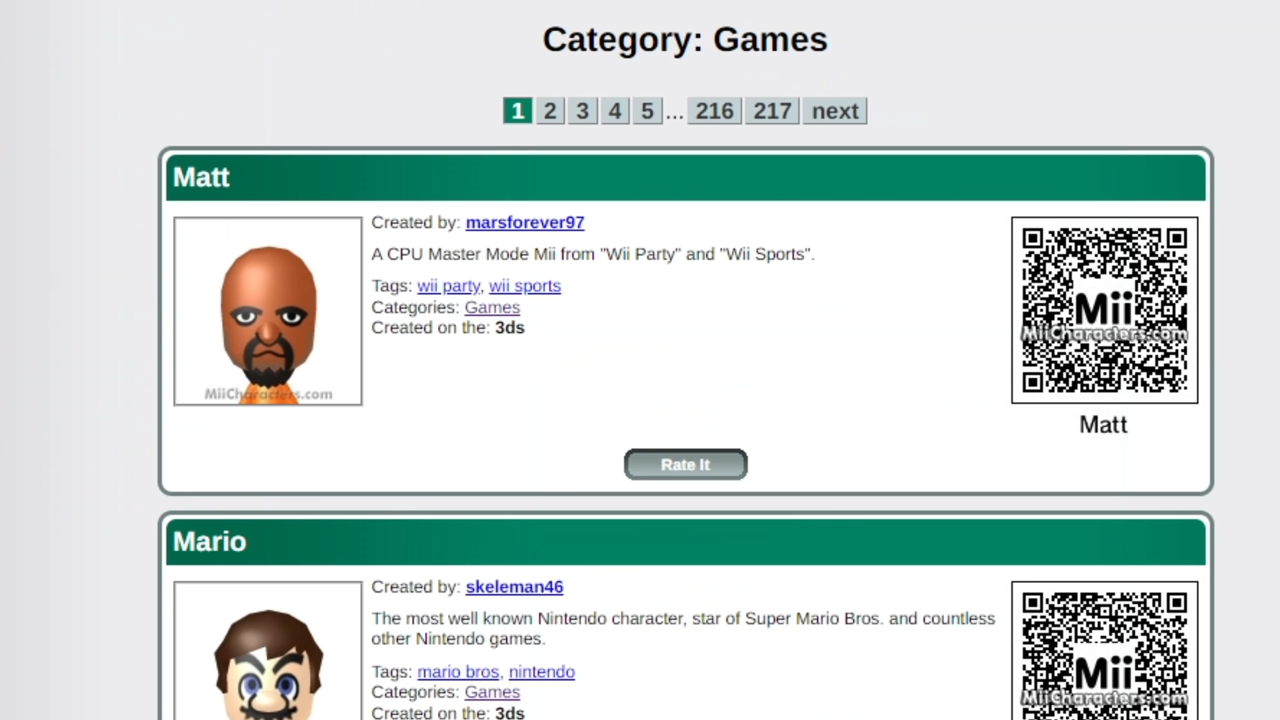 Category: Games
1 2 3 4 5 ... 216 217 next
Matt
Created by: marsforever97
A CPU Master Mode Mii from "Wii Party" and "Wii Sports".
Tags: wii party, wii sports
Categories: Games
Created on the: 3ds
MiiCharacters.com
Mii
MiiCharacters.com
Matt
Rate It
Mario
Created by: skeleman46
The most well known Nintendo character, star of Super Mario Bros. and countless
other Nintendo games.
Tags: mario bros, nintendo
Categories: Games
Created on the: 3ds
Mii
MiiCharacters.com